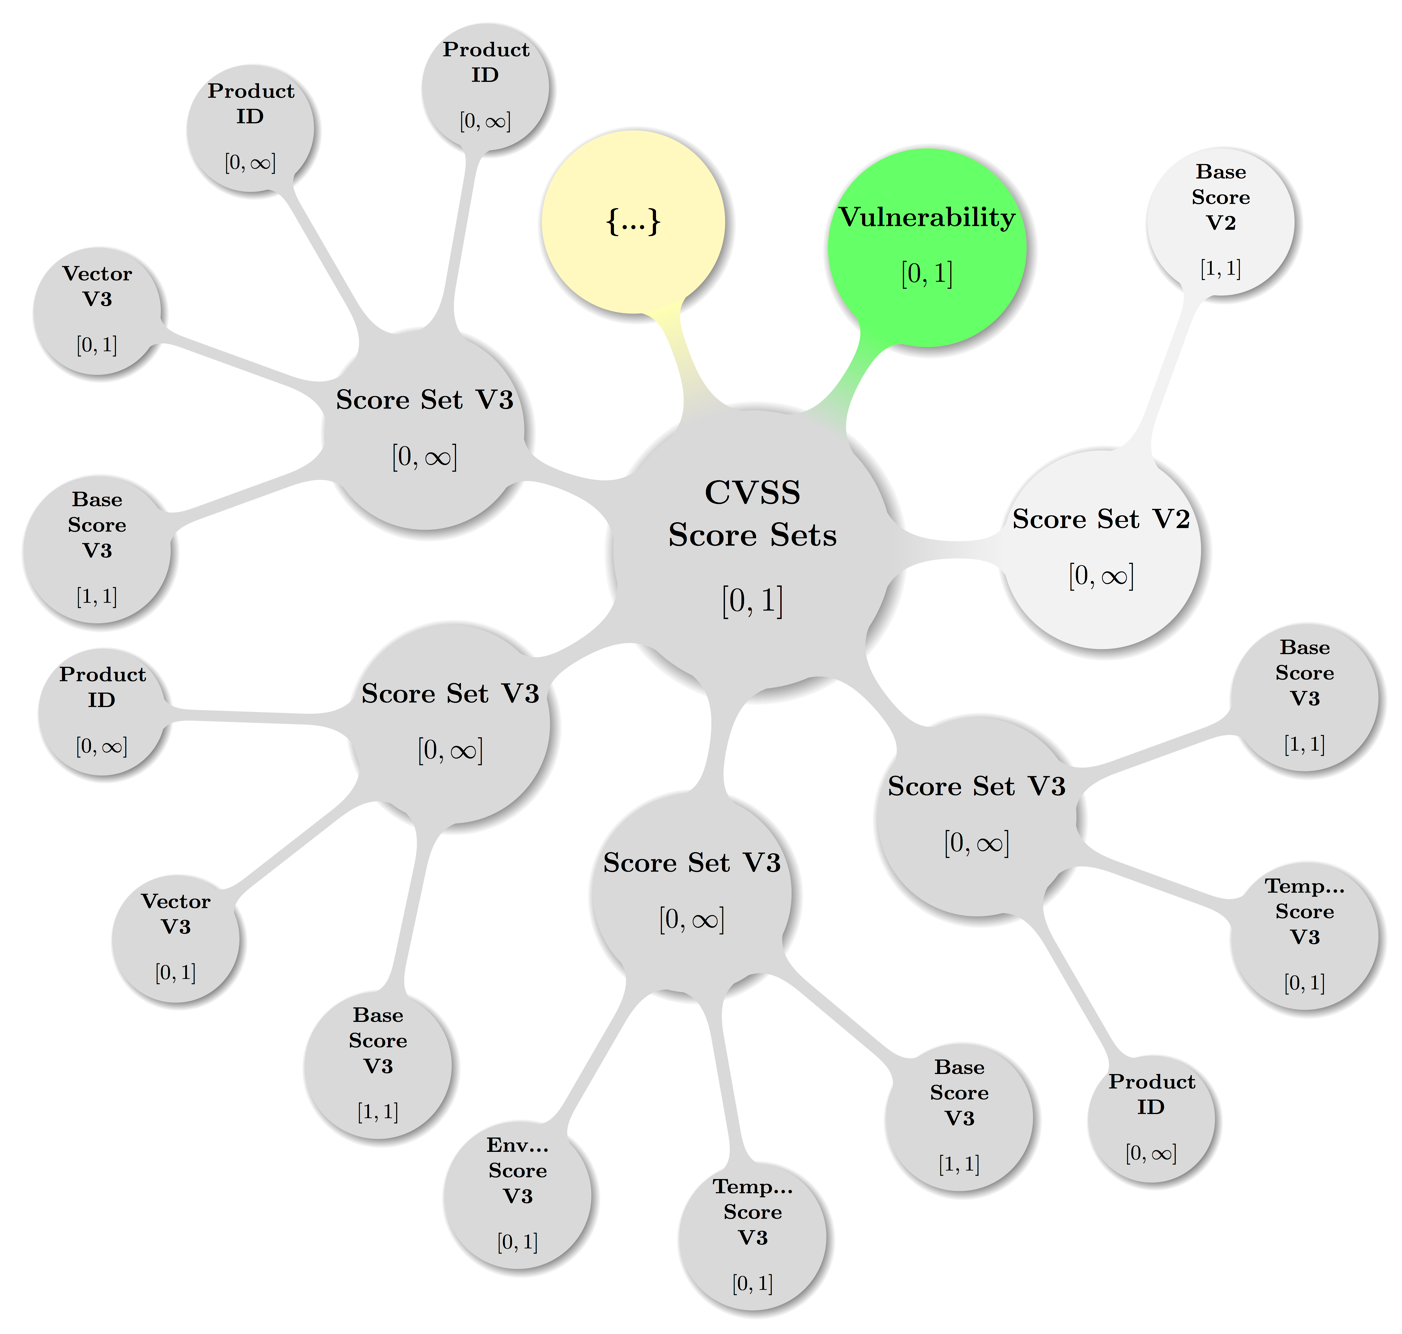 Product
ID
[0, ∞]
Product
ID
[0, ∞]
{...}
Vulnerability
[0, 1]
Base
Score
V2
[1, 1]
Vector
V3
[0, 1]
Score Set V3
[0, ∞]
CVSS
Score Sets
[0, 1]
Score Set V2
[0, ∞]
Base
Score
V3
[1, 1]
Product
ID
[0, ∞]
Score Set V3
[0, ∞]
Base
Score
V3
[1, 1]
Score Set V3
[0, ∞]
Score Set V3
[0, ∞]
Vector
V3
[0, 1]
Temp...
Score
V3
[0, 1]
Base
Score
V3
[1, 1]
Base
Score
V3
[1, 1]
Product
ID
[0, ∞]
Env...
Score
V3
[0, 1]
Temp...
Score
V3
[0, 1]